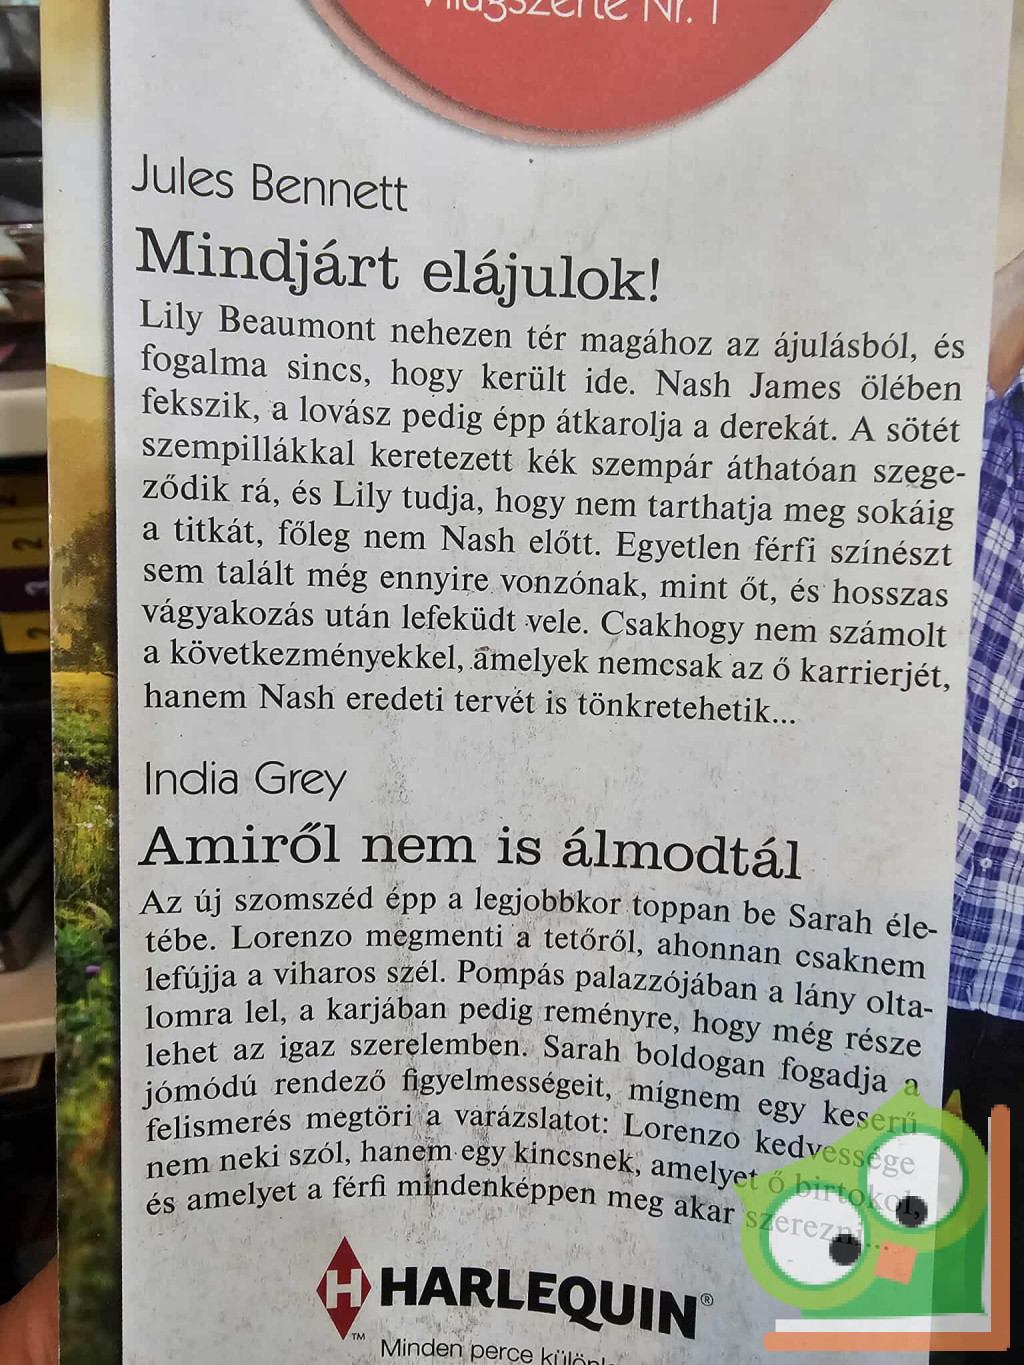 Világszerte Nr. 1
Jules Bennett
Mindjárt elájulok!
Lily Beaumont nehezen tér magához az ájulásból, és
fogalma sincs, hogy került ide. Nash James ölében
fekszik, a lovász pedig épp átkarolja a derekát. A sötét
szempillákkal keretezett kék szempár áthatóan szege-
ződik rá, és Lily tudja, hogy nem tarthatja meg sokáig
a titkát, főleg nem Nash előtt. Egyetlen férfi színészt
sem talált még ennyire vonzónak, mint őt, és hosszas
vágyakozás után lefeküdt vele. Csakhogy nem számolt
a következményekkel, amelyek nemcsak az ő karrierjét,
hanem Nash eredeti tervét is tönkretehetik...
India Grey
Amiről nem is álmodtál
Az új szomszéd épp a legjobbkor toppan be Sarah éle-
tébe. Lorenzo megmenti a tetőről, ahonnan csaknem
lefújja a viharos szél. Pompás palazzójában a lány olta-
lomra lel, a karjában pedig reményre, hogy még része
lehet az igaz szerelemben. Sarah boldogan fogadja a
jómódú rendező figyelmességeit, mígnem egy keserű
felismerés megtöri a varázslatot: Lorenzo kedvessége
nem neki szól, hanem egy kincsnek, amelyet ő birtokol,
és amelyet a férfi mindenképpen meg akar szerezni...
H HARLEQUIN®
™
Minden perce